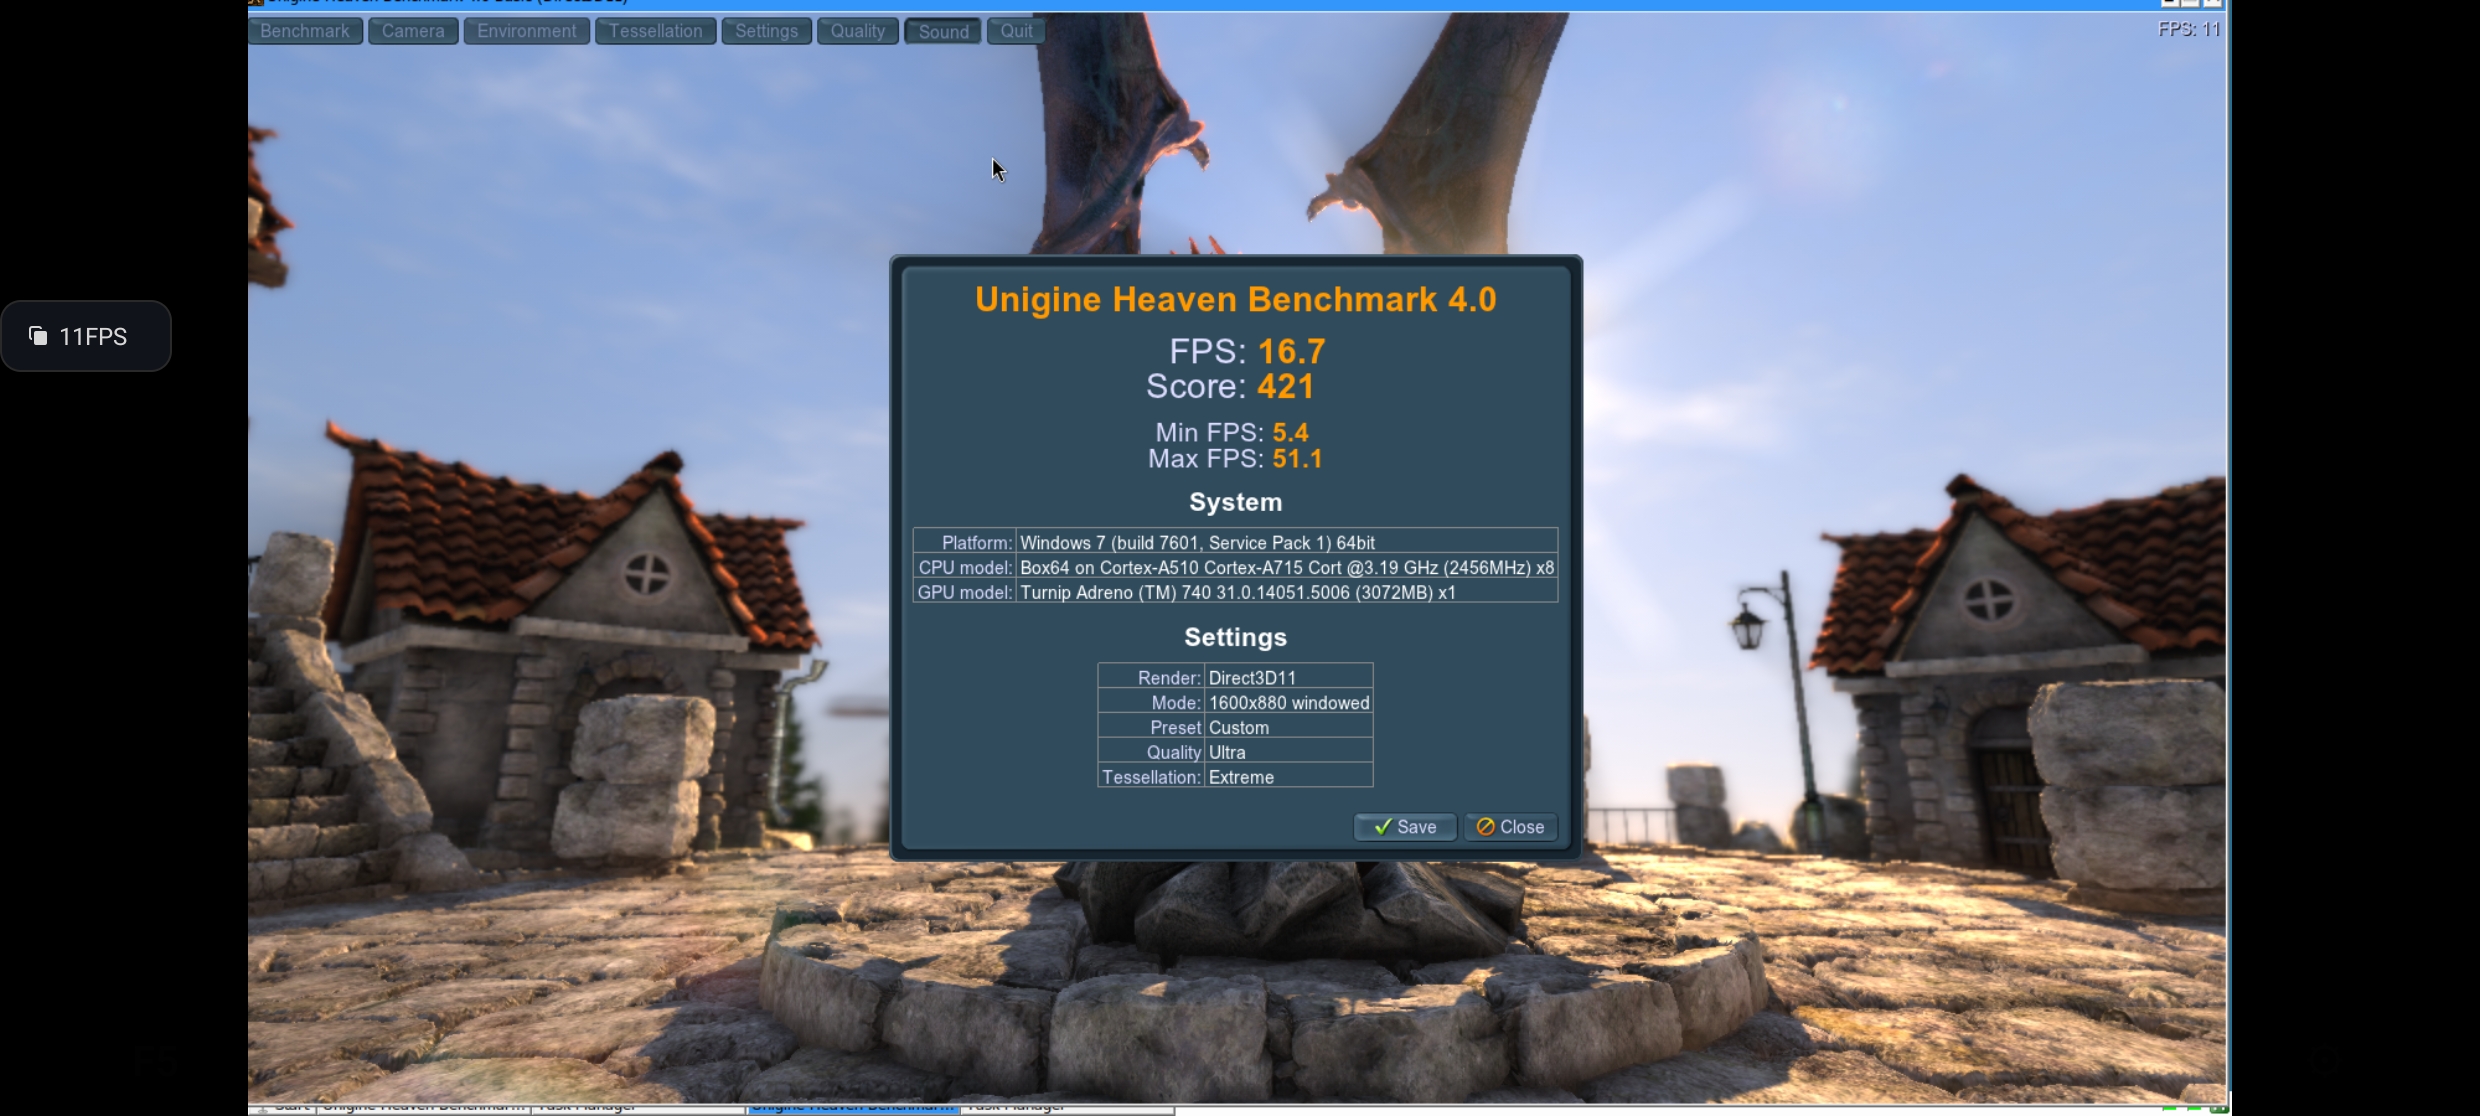 Benchmark Camera Environment Tessellation Settings Quality Sound Quit
FPS: 11
11FPS
Unigine Heaven Benchmark 4.0
FPS: 16.7
Score: 421
Min FPS: 5.4
Max FPS: 51.1
System
Platform: Windows 7 (build 7601, Service Pack 1) 64bit
CPU model: Box64 on Cortex-A510 Cortex-A715 Cort @3.19 GHz (2456MHz) x8
GPU model: Turnip Adreno (TM) 740 31.0.14051.5006 (3072MB) x1
Settings
Render: Direct3D11
Mode: 1600x880 windowed
Preset Custom
Quality Ultra
Tessellation: Extreme
Save Close